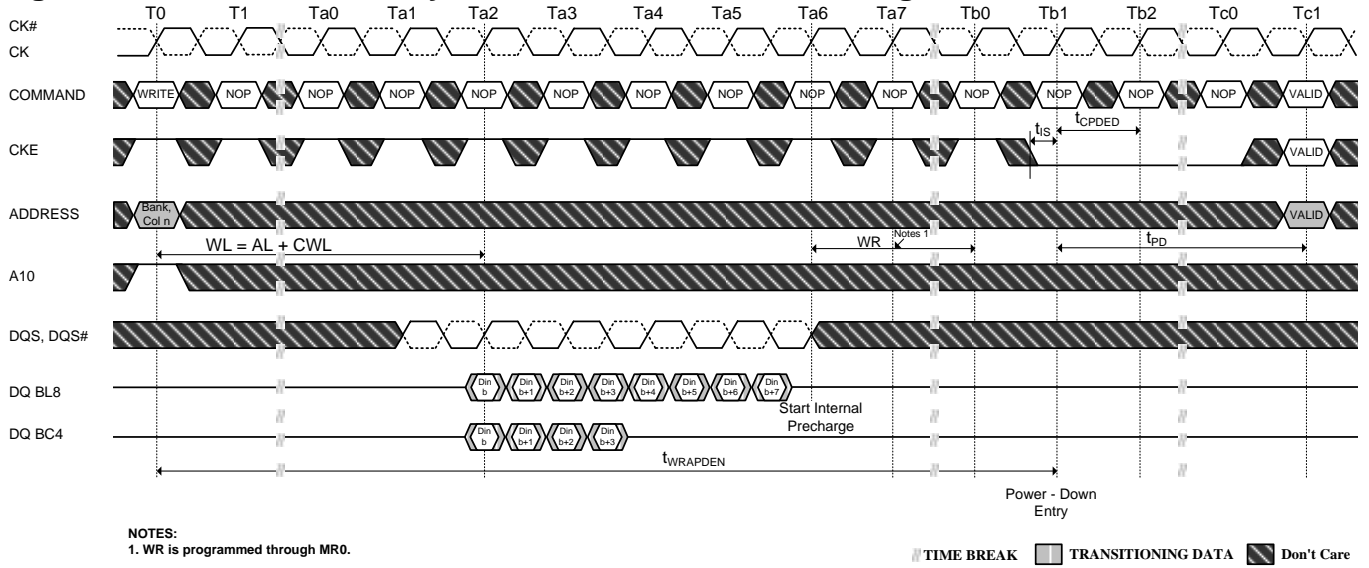 T0 T1 Ta0 Ta1 Ta2 Ta3 Ta4 Ta5 Ta6 Ta7 Tb0 Tb1 Tb2 Tc0 Tc1
CK#
CK
COMMAND WRITE NOP NOP NOP NOP NOP NOP NOP NOP NOP NOP NOP NOP NOP VALID
tIS tCPDED
CKE VALID
ADDRESS Bank, Col n VALID
WL = AL + CWL WR Notes 1 tPD
A10
DQS, DQS#
DQ BL8 Din b Din b+1 Din b+2 Din b+3 Din b+4 Din b+5 Din b+6 Din b+7
Start Internal
Precharge
DQ BC4 Din b Din b+1 Din b+2 Din b+3
tWRAPDEN
Power - Down
Entry
NOTES:
1. WR is programmed through MR0.
TIME BREAK TRANSITIONING DATA Don't Care